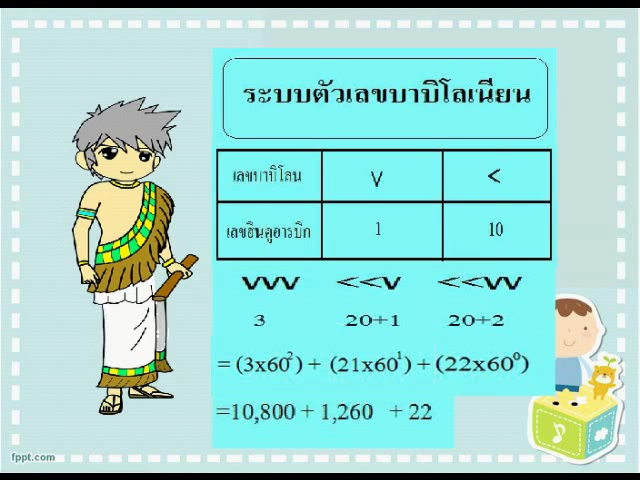 ระบบตัวเลขบาบิโลเนียน
เลขบาบิโลน V <
เลขฮินดูอารบิก 1 10
VVV <<V <<VV
3 20+1 20+2
= (3x60²) + (21x60¹) + (22x60⁰)
=10,800 + 1,260 + 22
fppt.com